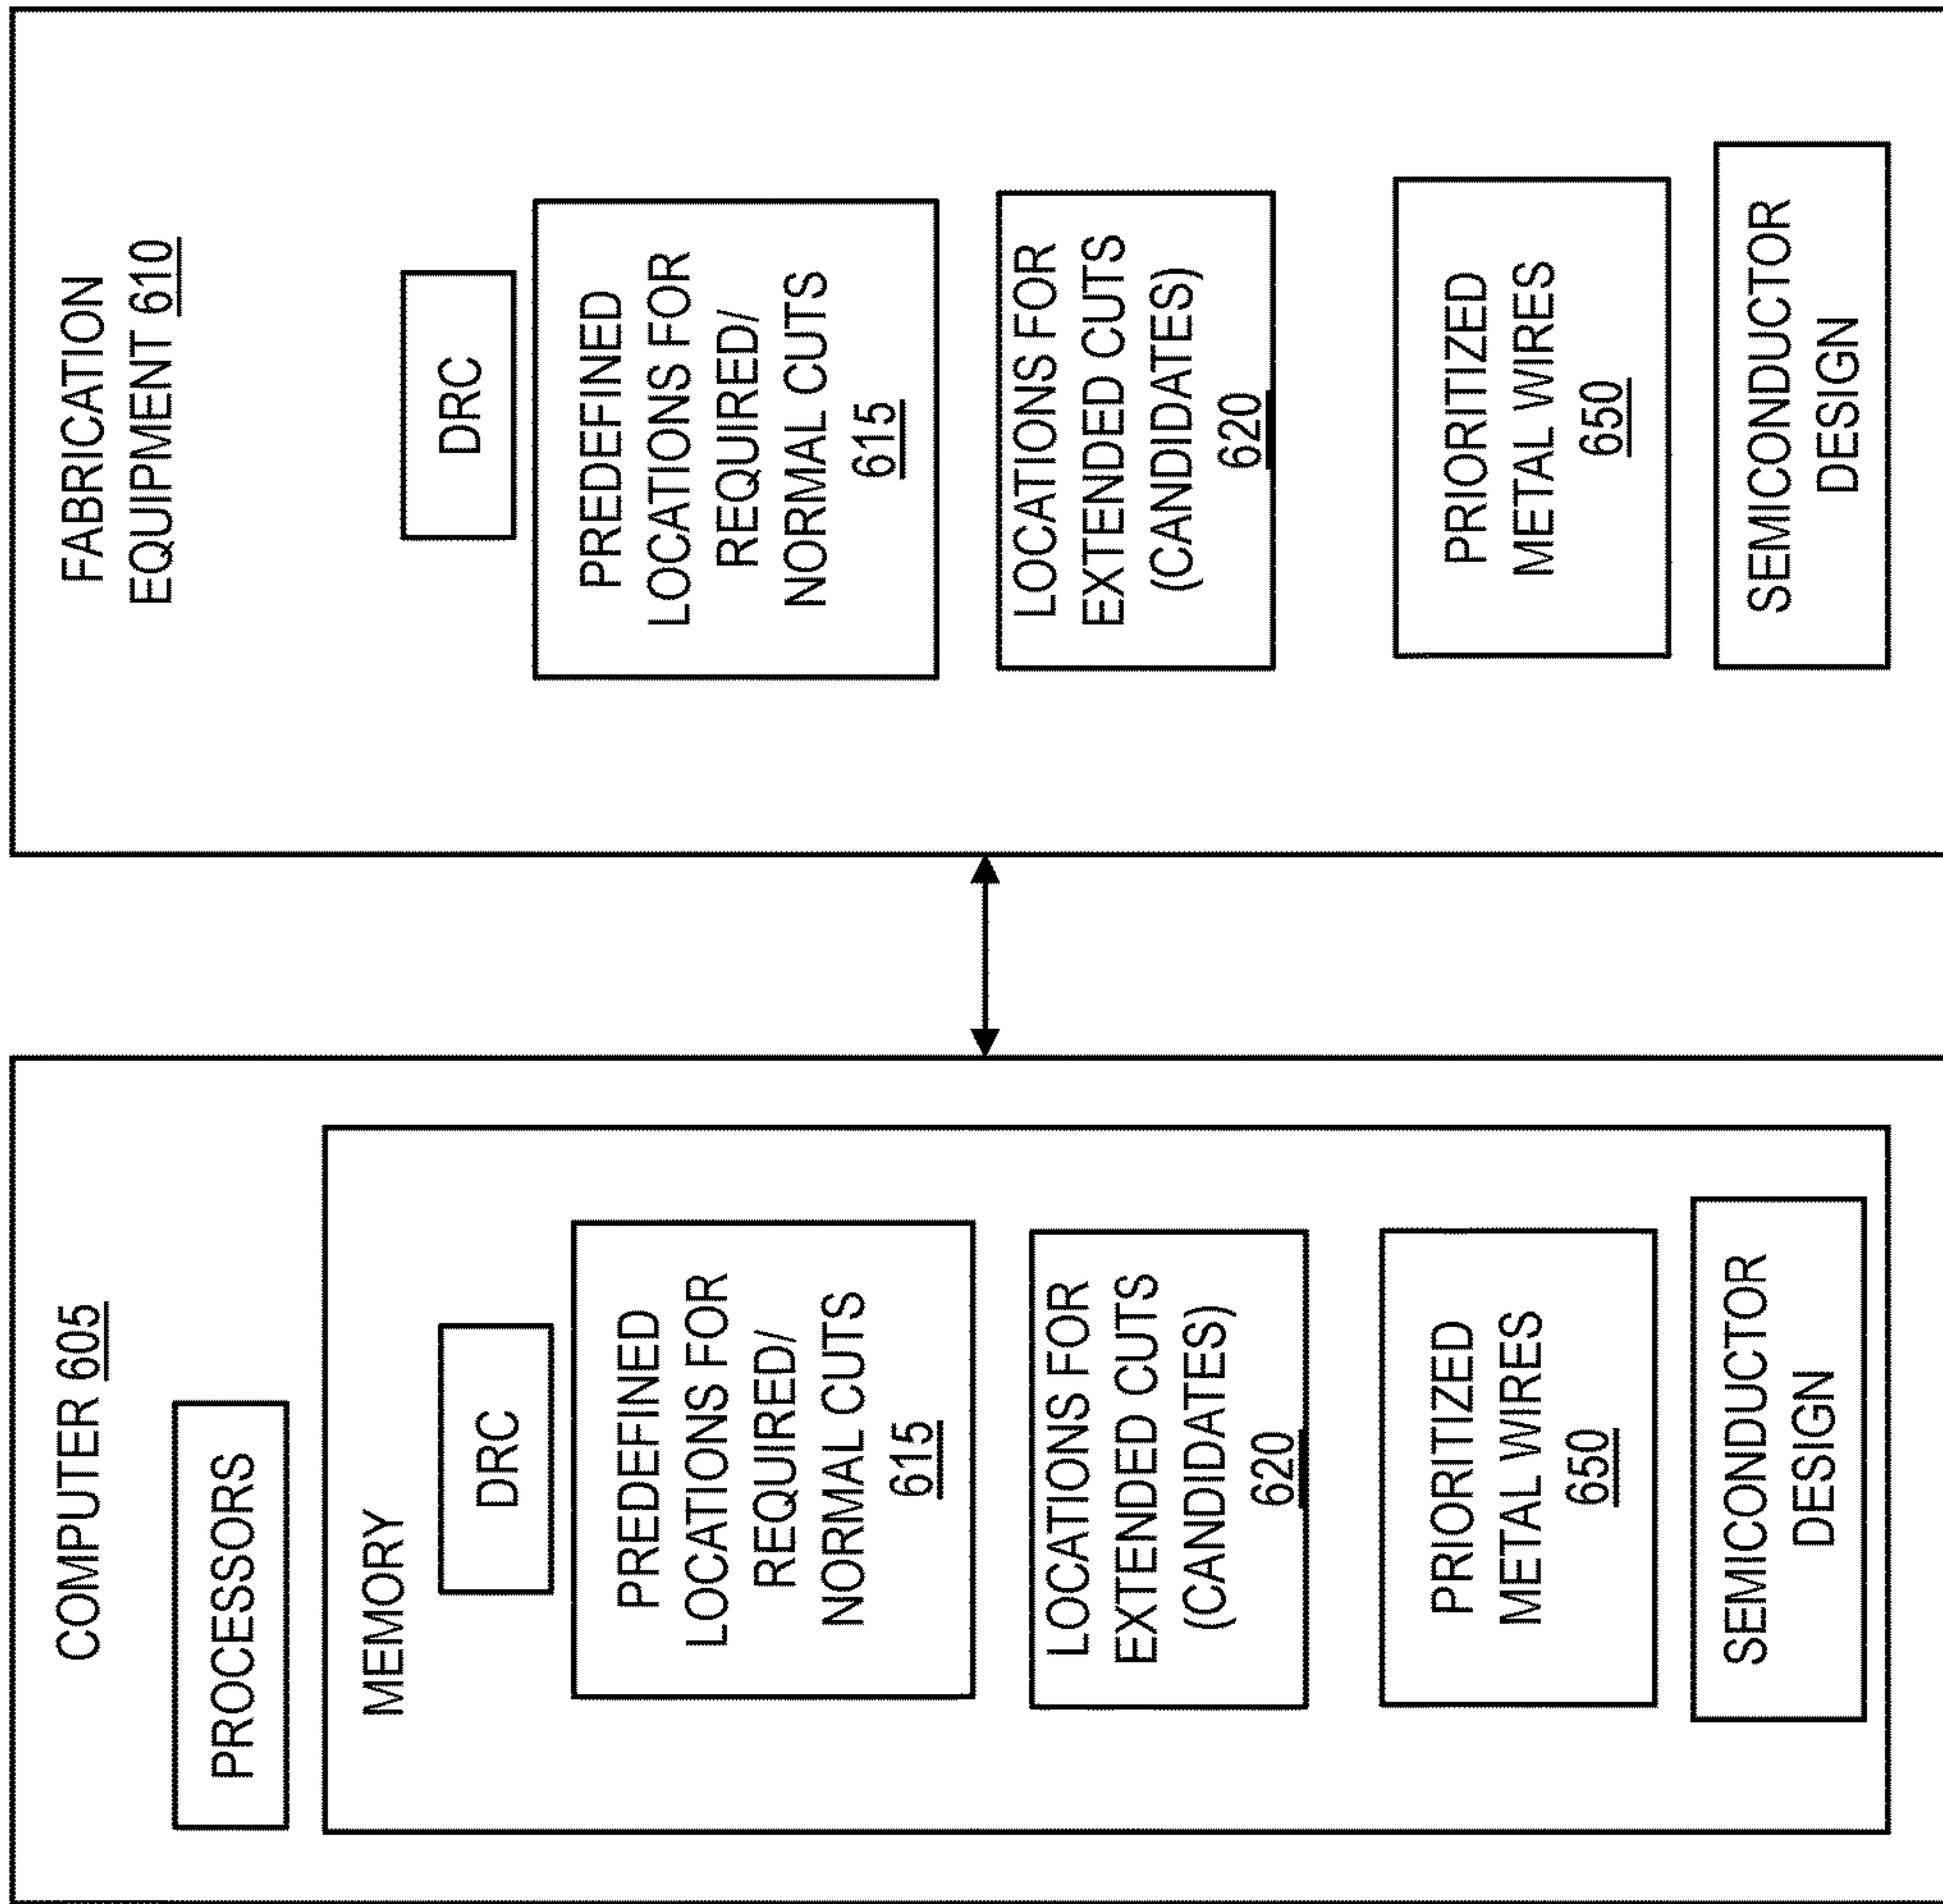 COMPUTER 605
PROCESSORS
MEMORY
DRC
PREDEFINED
LOCATIONS FOR
REQUIRED/
NORMAL CUTS
615
LOCATIONS FOR
EXTENDED CUTS
(CANDIDATES)
620
PRIORITIZED
METAL WIRES
650
SEMICONDUCTOR
DESIGN
FABRICATION
EQUIPMENT 610
DRC
PREDEFINED
LOCATIONS FOR
REQUIRED/
NORMAL CUTS
615
LOCATIONS FOR
EXTENDED CUTS
(CANDIDATES)
620
PRIORITIZED
METAL WIRES
650
SEMICONDUCTOR
DESIGN